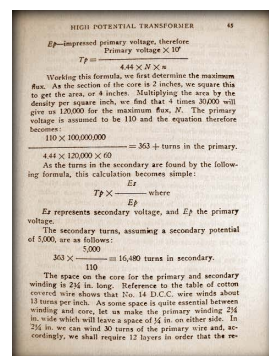 HIGH POTENTIAL TRANSFORMER 45
Ep—impressed primary voltage, therefore
Primary voltage × 10⁸
Tp = ———
4.44 × N × n
Working this formula, we first determine the maximum
flux. As the section of the core is 2 inches, we square this
to get the area, or 4 inches. Multiplying the area by the
density per square inch, we find that 4 times 30,000 will
give us 120,000 for the maximum flux, N. The primary
voltage is assumed to be 110 and the equation therefore
becomes:
110 × 100,000,000
——— = 363 + turns in the primary.
4.44 × 120,000 × 60
As the turns in the secondary are found by the follow-
ing formula, this calculation becomes simple:
Es
Tp × ——— where
Ep
Es represents secondary voltage, and Ep the primary
voltage.
The secondary turns, assuming a secondary potential
of 5,000, are as follows:
5,000
363 × ——— = 16,480 turns in secondary.
110
The space on the core for the primary and secondary
winding is 2¾ in. long. Reference to the table of cotton
covered wire shows that No. 14 D.C.C. wire winds about
13 turns per inch. As some space is quite essential between
winding and core, let us make the primary winding 2¼
in. wide which will leave a space of ¼ in. on either side. In
2¼ in. we can wind 30 turns of the primary wire and, ac-
cordingly, we shall require 12 layers in order that the re-